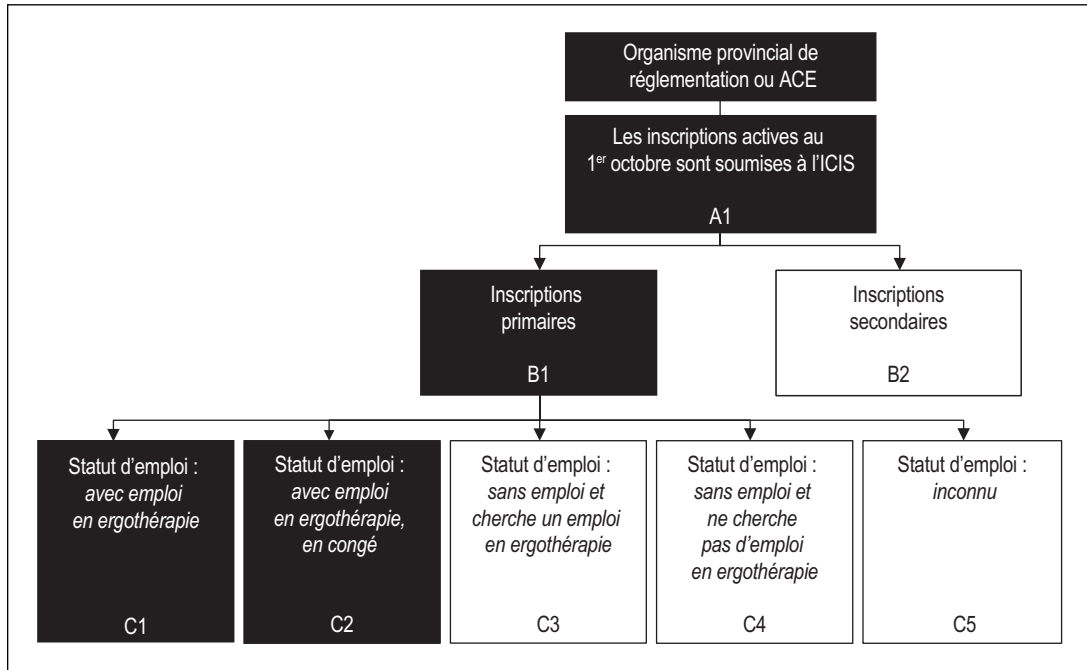 Organisme provincial de
réglementation ou ACE
Les inscriptions actives au
1er octobre sont soumises à l'ICIS
A1
Inscriptions
primaires
B1
Inscriptions
secondaires
B2
Statut d'emploi :
avec emploi
en ergothérapie
C1
Statut d'emploi :
avec emploi
en ergothérapie,
en congé
C2
Statut d'emploi :
sans emploi et
cherche un emploi
en ergothérapie
C3
Statut d'emploi :
sans emploi et
ne cherche
pas d'emploi
en ergothérapie
C4
Statut d'emploi :
inconnu
C5